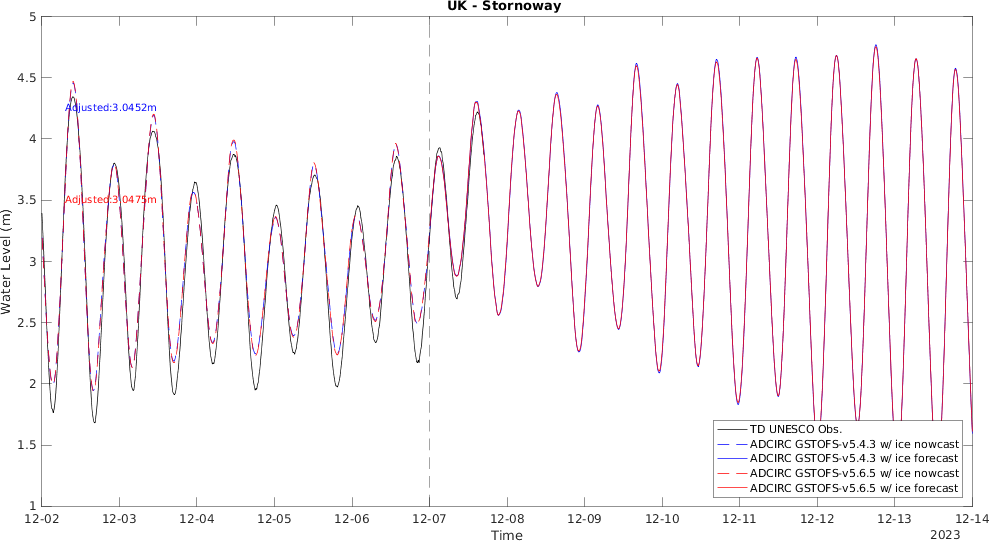 UK - Stornoway
5
4.5
4
3.5
3
2.5
2
1.5
1
Water Level (m)
Adjusted:3.0452m
Adjusted:3.0475m
TD UNESCO Obs.
ADCIRC GSTOFS-v5.4.3 w/ ice nowcast
ADCIRC GSTOFS-v5.4.3 w/ ice forecast
ADCIRC GSTOFS-v5.6.5 w/ ice nowcast
ADCIRC GSTOFS-v5.6.5 w/ ice forecast
12-02 12-03 12-04 12-05 12-06 12-07 12-08 12-09 12-10 12-11 12-12 12-13 12-14
Time
2023